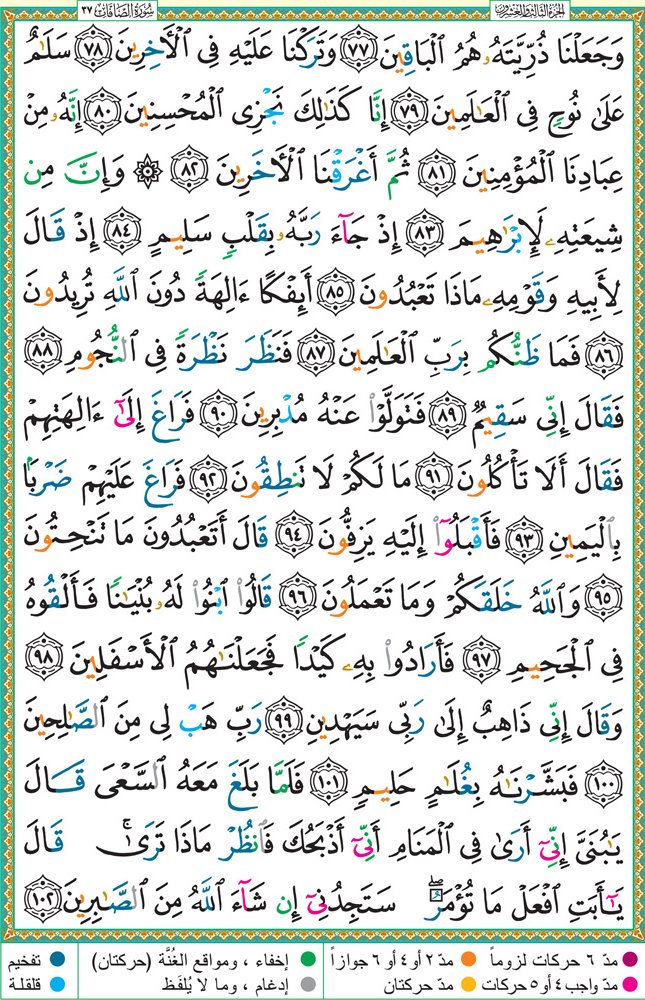 الجزء الثالث والعشرون
سورة الصافات ٣٧
وَجَعَلْنَا ذُرِّيَّتَهُۥ هُمُ ٱلْبَاقِينَ ٧٧ وَتَرَكْنَا عَلَيْهِ فِى ٱلْـَٔاخِرِينَ ٧٨ سَلَٰمٌ
عَلَىٰ نُوحٍ فِى ٱلْعَٰلَمِينَ ٧٩ إِنَّا كَذَٰلِكَ نَجْزِى ٱلْمُحْسِنِينَ ٨٠ إِنَّهُۥ مِنْ
عِبَادِنَا ٱلْمُؤْمِنِينَ ٨١ ثُمَّ أَغْرَقْنَا ٱلْـَٔاخَرِينَ ٨٢ ۞ وَإِنَّ مِن
شِيعَتِهِۦ لَإِبْرَٰهِيمَ ٨٣ إِذْ جَآءَ رَبَّهُۥ بِقَلْبٍ سَلِيمٍ ٨٤ إِذْ قَالَ
لِأَبِيهِ وَقَوْمِهِۦ مَاذَا تَعْبُدُونَ ٨٥ أَئِفْكًا ءَالِهَةً دُونَ ٱللَّهِ تُرِيدُونَ
٨٦ فَمَا ظَنُّكُم بِرَبِّ ٱلْعَٰلَمِينَ ٨٧ فَنَظَرَ نَظْرَةً فِى ٱلنُّجُومِ ٨٨
فَقَالَ إِنِّى سَقِيمٌ ٨٩ فَتَوَلَّوْا۟ عَنْهُ مُدْبِرِينَ ٩٠ فَرَاغَ إِلَىٰٓ ءَالِهَتِهِمْ
فَقَالَ أَلَا تَأْكُلُونَ ٩١ مَا لَكُمْ لَا تَنطِقُونَ ٩٢ فَرَاغَ عَلَيْهِمْ ضَرْبًۢا
بِٱلْيَمِينِ ٩٣ فَأَقْبَلُوٓا۟ إِلَيْهِ يَزِفُّونَ ٩٤ قَالَ أَتَعْبُدُونَ مَا تَنْحِتُونَ
٩٥ وَٱللَّهُ خَلَقَكُمْ وَمَا تَعْمَلُونَ ٩٦ قَالُوا۟ ٱبْنُوا۟ لَهُۥ بُنْيَٰنًا فَأَلْقُوهُ
فِى ٱلْجَحِيمِ ٩٧ فَأَرَادُوا۟ بِهِۦ كَيْدًا فَجَعَلْنَٰهُمُ ٱلْأَسْفَلِينَ ٩٨
وَقَالَ إِنِّى ذَاهِبٌ إِلَىٰ رَبِّى سَيَهْدِينِ ٩٩ رَبِّ هَبْ لِى مِنَ ٱلصَّٰلِحِينَ
١٠٠ فَبَشَّرْنَٰهُ بِغُلَٰمٍ حَلِيمٍ ١٠١ فَلَمَّا بَلَغَ مَعَهُ ٱلسَّعْىَ قَالَ
يَٰبُنَىَّ إِنِّىٓ أَرَىٰ فِى ٱلْمَنَامِ أَنِّىٓ أَذْبَحُكَ فَٱنظُرْ مَاذَا تَرَىٰ ۚ قَالَ
يَٰٓأَبَتِ ٱفْعَلْ مَا تُؤْمَرُ ۖ سَتَجِدُنِىٓ إِن شَآءَ ٱللَّهُ مِنَ ٱلصَّٰبِرِينَ ١٠٢
مدّ ٦ حركات لزوماً مدّ ٢ أو ٤ أو ٦ جوازاً إخفاء ، ومواقع الغُنَّة (حركتان) تفخيم
مدّ واجب ٤ أو ٥ حركات مدّ حركتان إدغام ، وما لا يُلفَظ قلقلة